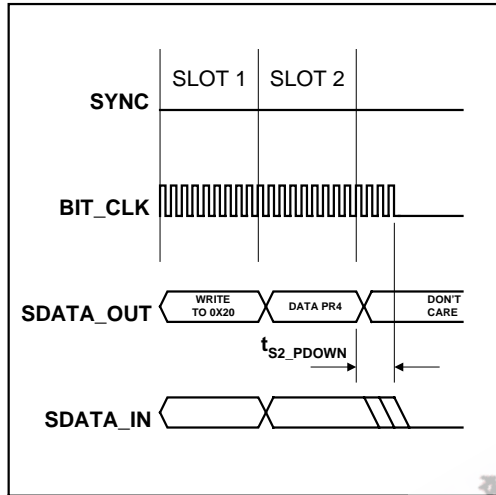 SLOT 1 SLOT 2
SYNC
BIT_CLK
SDATA_OUT
WRITE
TO 0X20
DATA PR4
DON'T
CARE
tS2_PDOWN
SDATA_IN